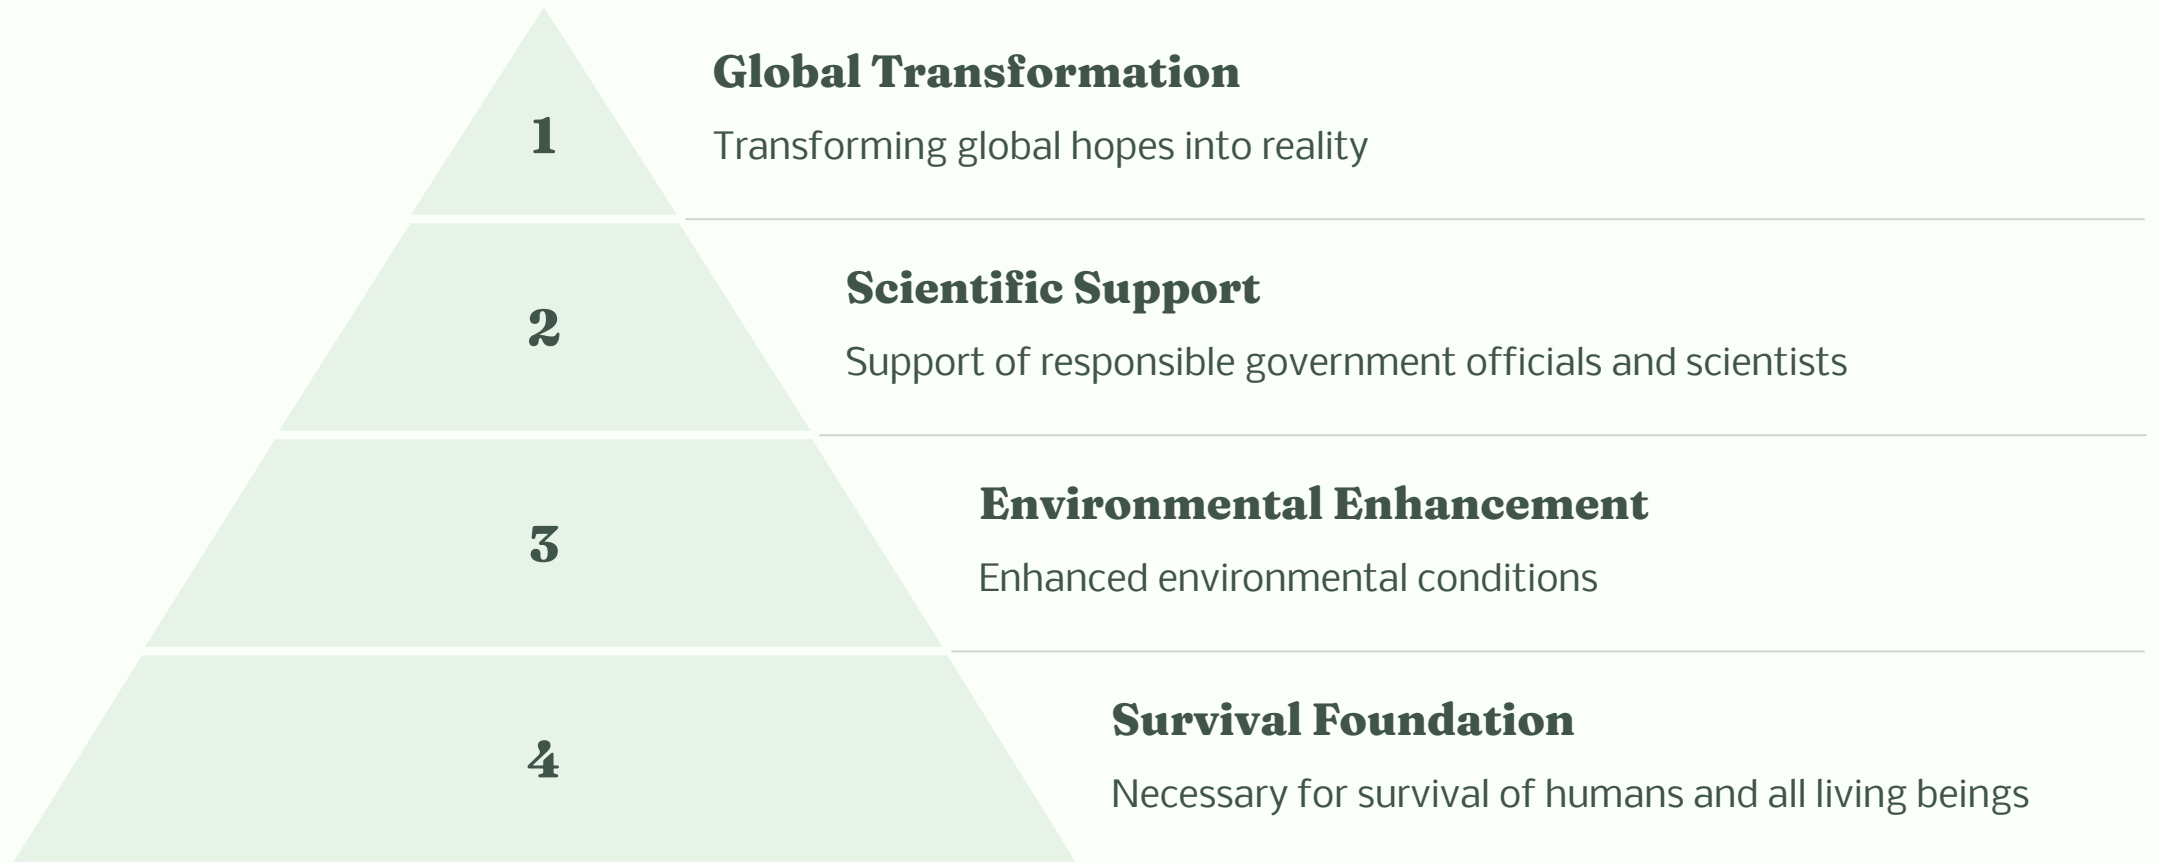 Global Transformation
1
Transforming global hopes into reality
Scientific Support
2
Support of responsible government officials and scientists
Environmental Enhancement
3
Enhanced environmental conditions
Survival Foundation
4
Necessary for survival of humans and all living beings